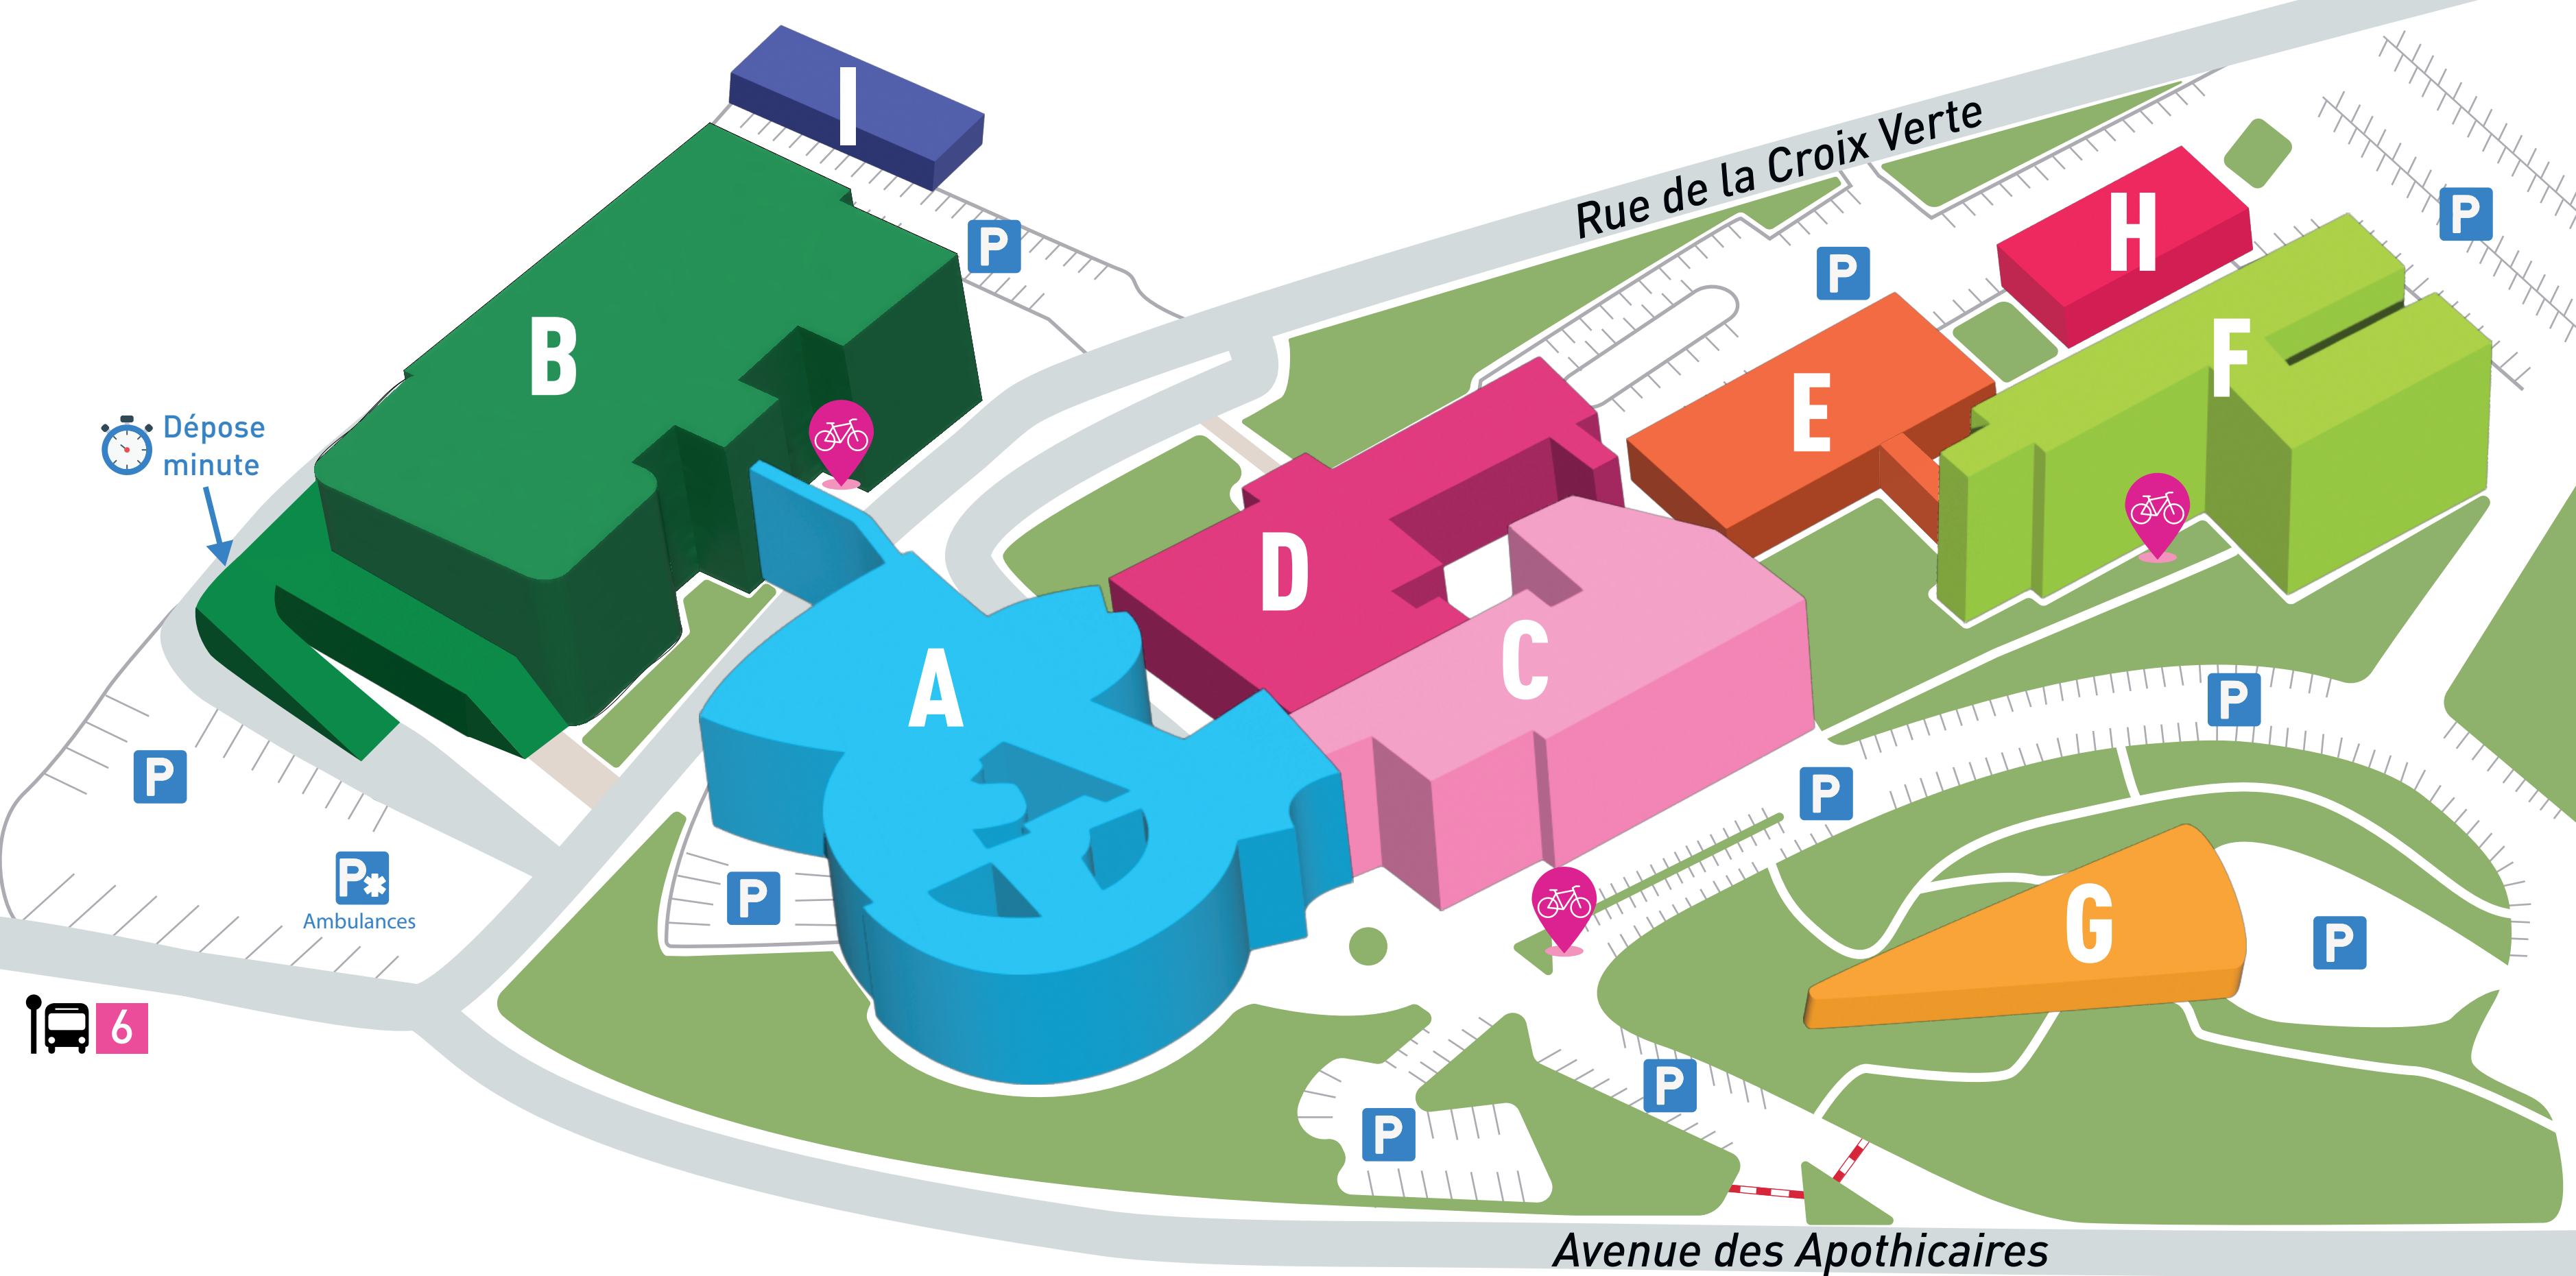 I
P
Rue de la Croix Verte
P
H
P
B
F
E
Dépose
minute
D
C
A
P
P
P
P✱
Ambulances
P
G
P
6
P
P
Avenue des Apothicaires